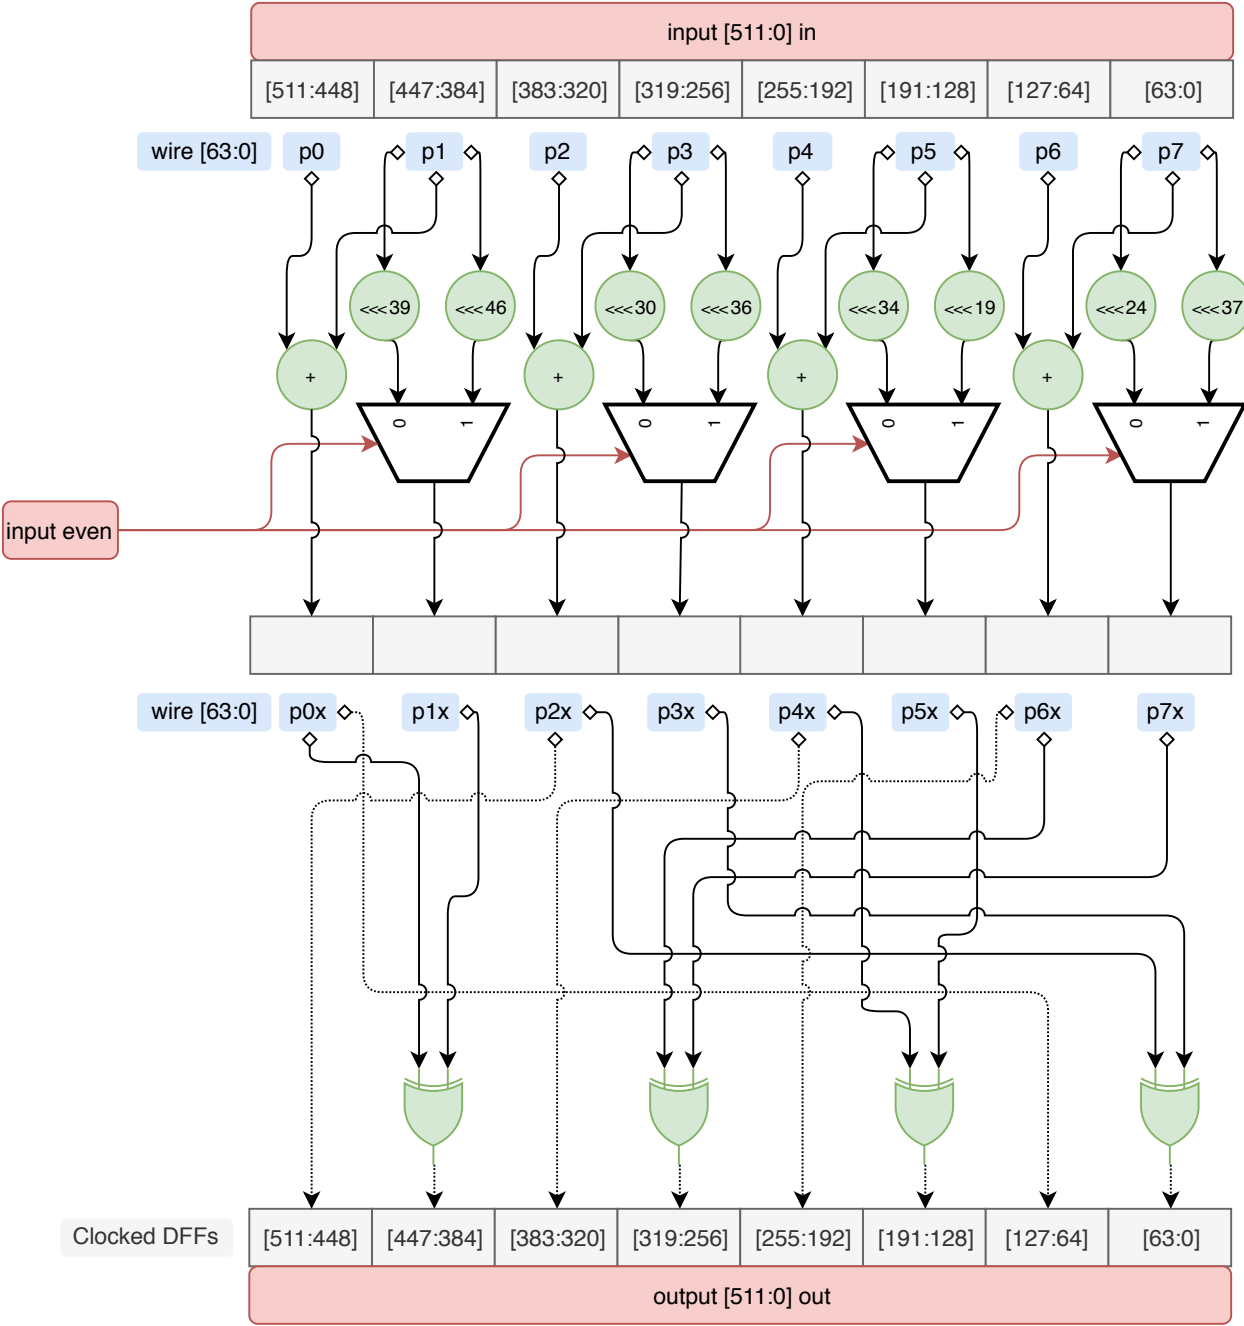 input [511:0] in
[511:448] [447:384] [383:320] [319:256] [255:192] [191:128] [127:64] [63:0]
wire [63:0] p0 p1 p2 p3 p4 p5 p6 p7
<<<39 <<<46 <<<30 <<<36 <<<34 <<<19 <<<24 <<<37
+ + + +
0 1 0 1 0 1 0 1
input even
wire [63:0] p0x p1x p2x p3x p4x p5x p6x p7x
Clocked DFFs [511:448] [447:384] [383:320] [319:256] [255:192] [191:128] [127:64] [63:0]
output [511:0] out